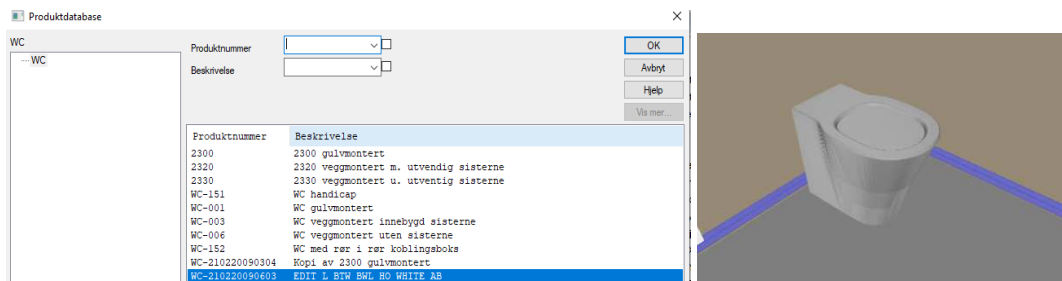 Produktdatabase
WC
WC
Produktnummer
Beskrivelse
OK
Avbryt
Hjelp
Vis mer...
Produktnummer Beskrivelse
2300 2300 gulvmontert
2320 2320 veggmontert m. utvendig sisterne
2330 2330 veggmontert u. utventig sisterne
WC-151 WC handicap
WC-001 WC gulvmontert
WC-003 WC veggmontert innebygd sisterne
WC-006 WC veggmontert uten sisterne
WC-152 WC med rør i rør koblingsboks
WC-210220090304 Kopi av 2300 gulvmontert
WC-210220090603 EDIT L BTW BWL HO WHITE AB